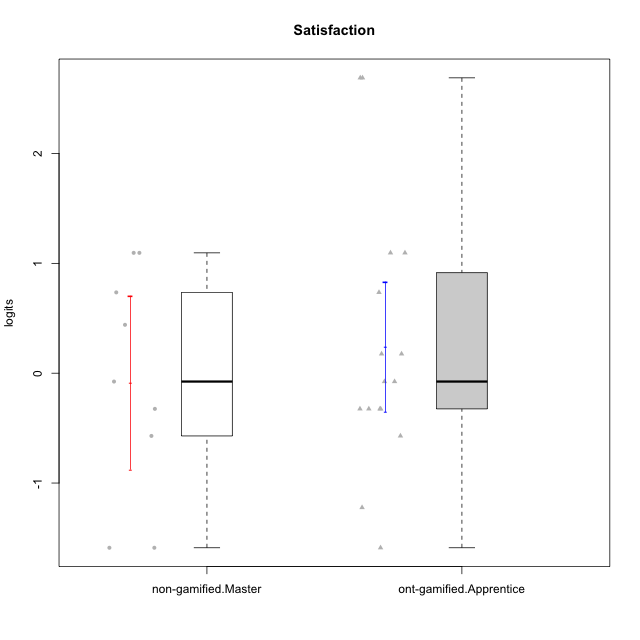 Satisfaction
logits
2
1
0
-1
non-gamified.Master
ont-gamified.Apprentice